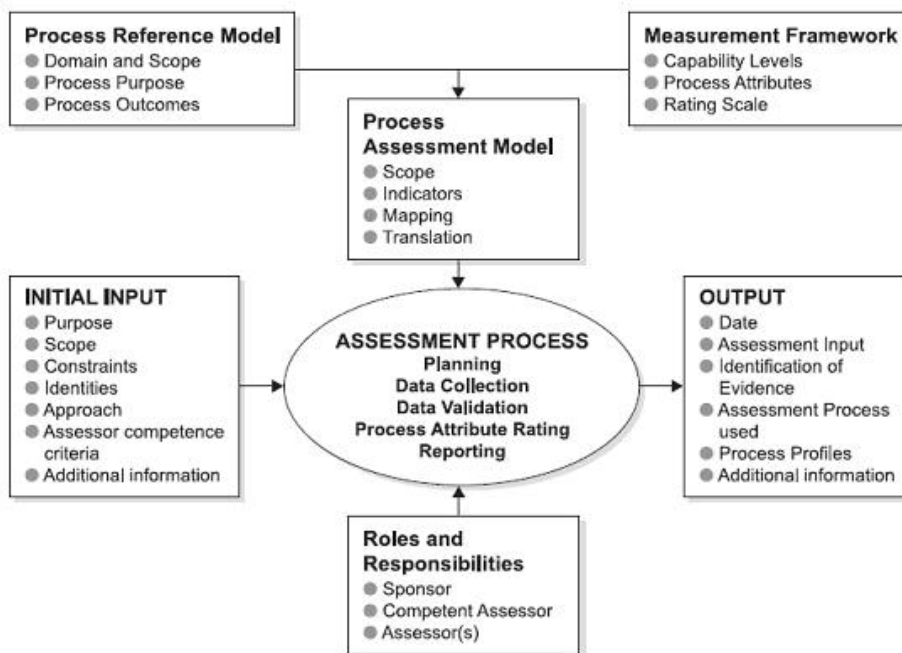 Process Reference Model
Domain and Scope
Process Purpose
Process Outcomes
Measurement Framework
Capability Levels
Process Attributes
Rating Scale
Process
Assessment Model
Scope
Indicators
Mapping
Translation
INITIAL INPUT
Purpose
Scope
Constraints
Identities
Approach
Assessor competence
criteria
Additional information
ASSESSMENT PROCESS
Planning
Data Collection
Data Validation
Process Attribute Rating
Reporting
OUTPUT
Date
Assessment Input
Identification of
Evidence
Assessment Process
used
Process Profiles
Additional information
Roles and
Responsibilities
Sponsor
Competent Assessor
Assessor(s)